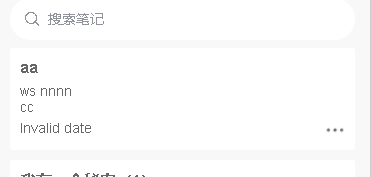 搜索笔记
aa
ws nnnn
cc
Invalid date